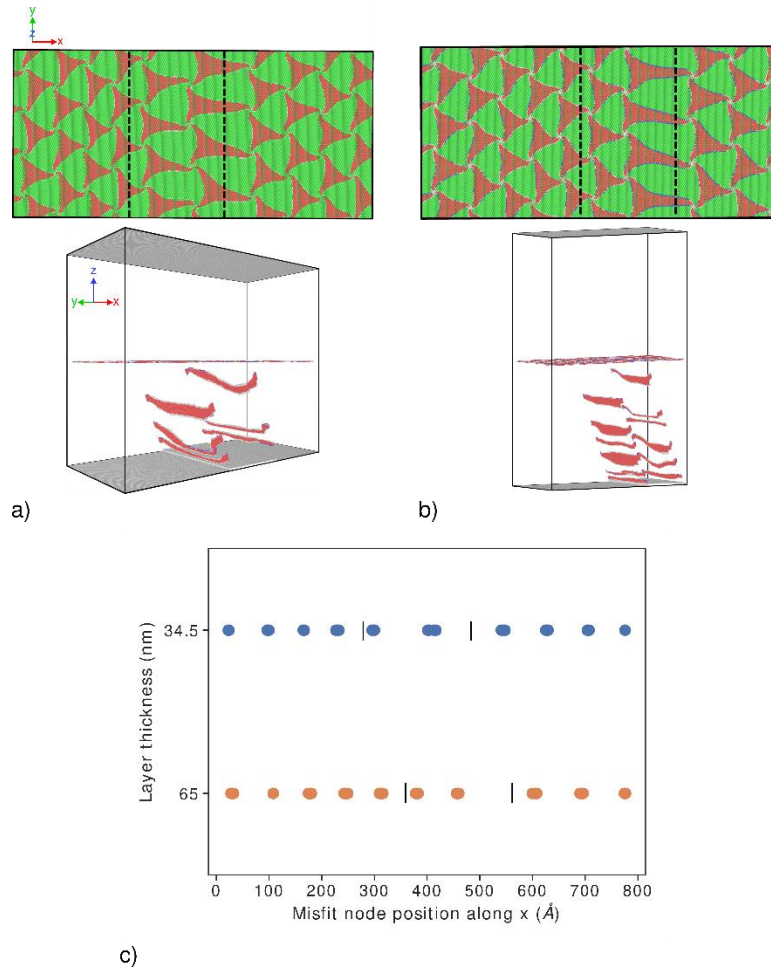 y
z
x
z
y
x
a)
b)
Layer thickness (nm)
34.5
65
0 100 200 300 400 500 600 700 800
Misfit node position along x (Å)
c)